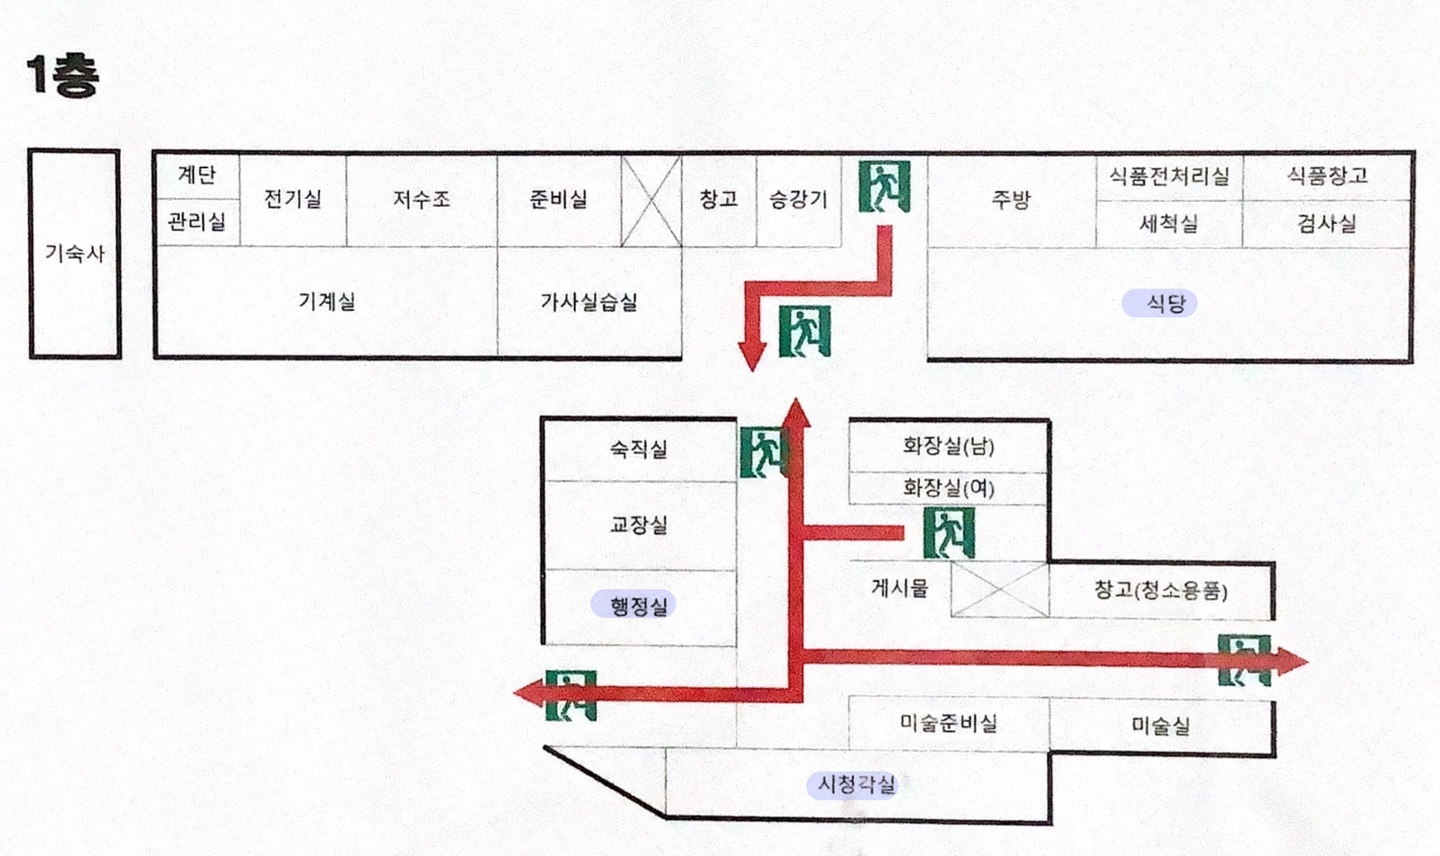 1층
기숙사
계단
관리실
전기실
저수조
준비실
창고
승강기
주방
식품전처리실
식품창고
세척실
검사실
기계실
가사실습실
식당
숙직실
교장실
행정실
화장실(남)
화장실(여)
게시물
창고(청소용품)
미술준비실
미술실
시청각실